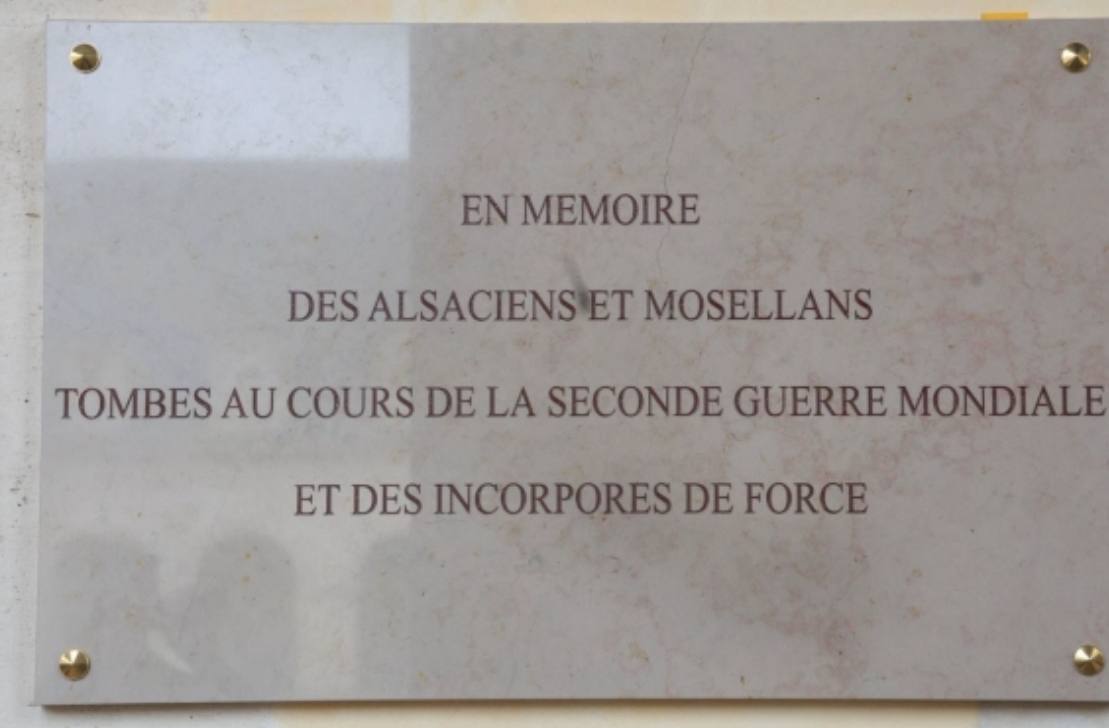 EN MEMOIRE
DES ALSACIENS ET MOSELLANS
TOMBES AU COURS DE LA SECONDE GUERRE MONDIALE
ET DES INCORPORES DE FORCE